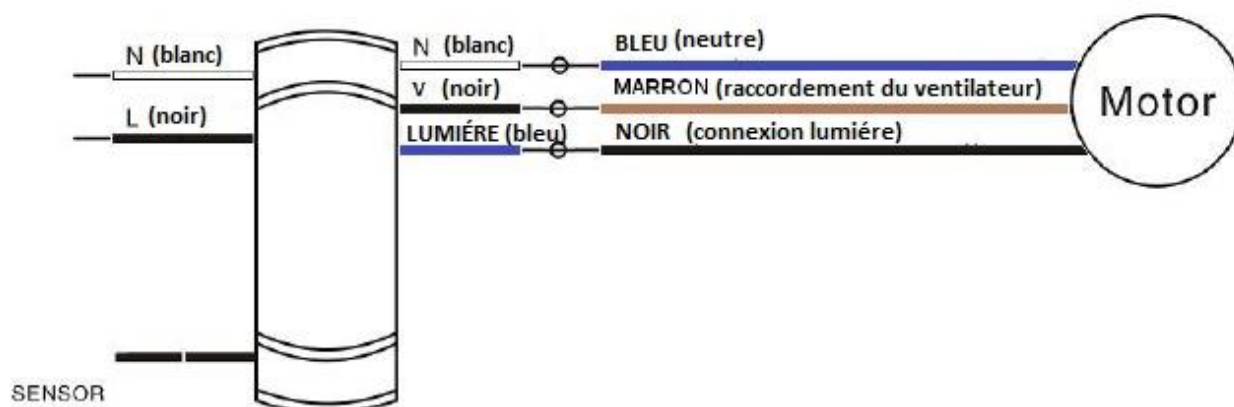 N (blanc)
L (noir)
SENSOR
N (blanc)
V (noir)
LUMIÉRE (bleu)
BLEU (neutre)
MARRON (raccordement du ventilateur)
NOIR (connexion lumiére)
Motor